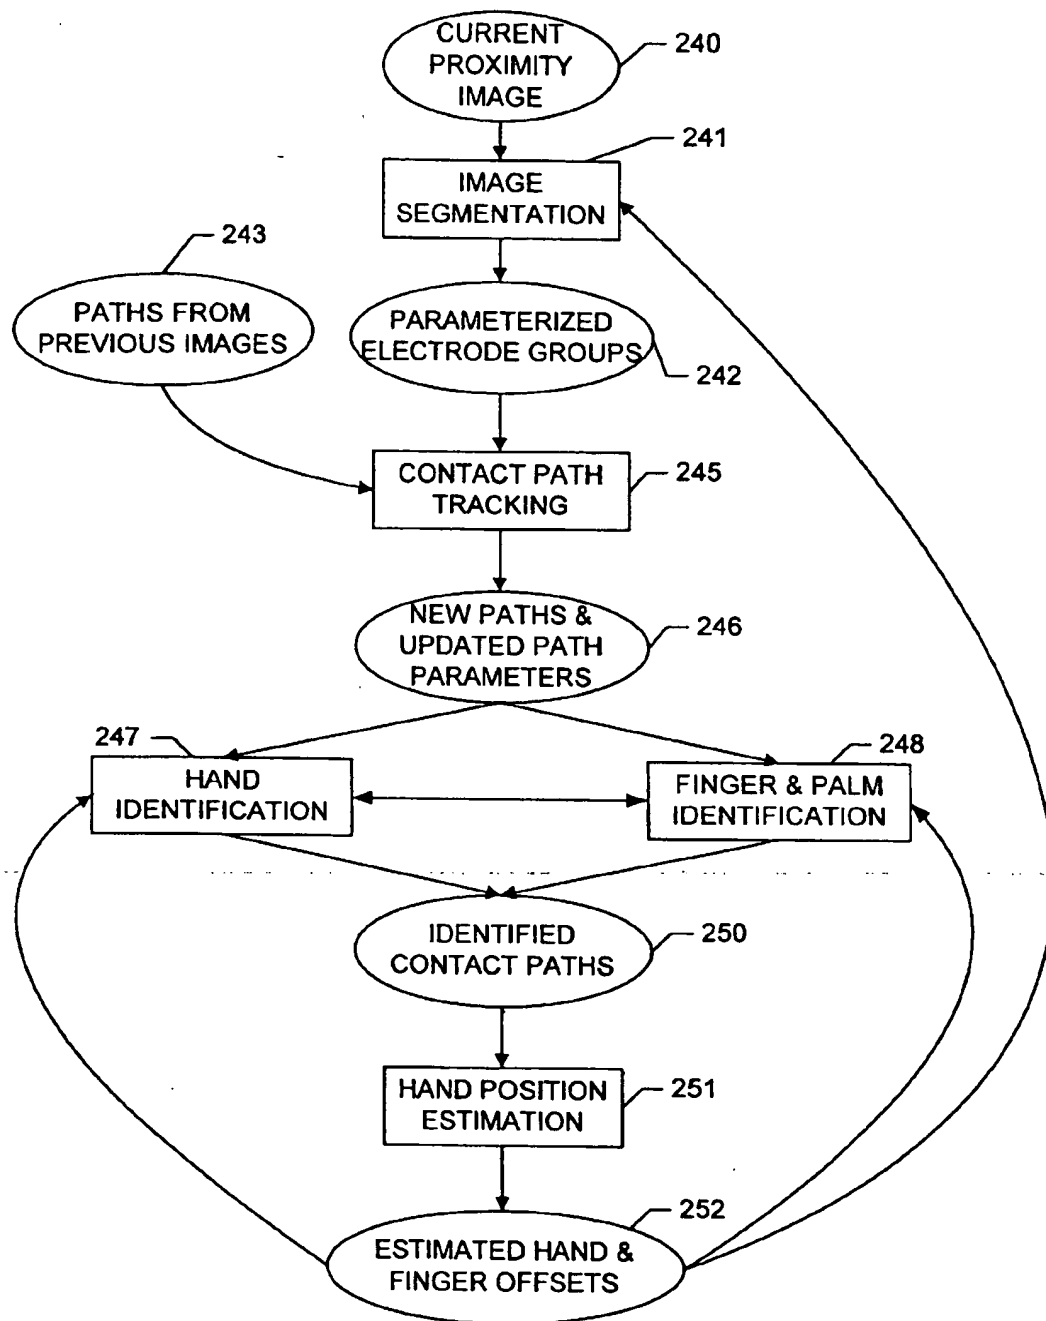 CURRENT
PROXIMITY
IMAGE
240
241
IMAGE
SEGMENTATION
243
PATHS FROM
PREVIOUS IMAGES
PARAMETERIZED
ELECTRODE GROUPS
242
CONTACT PATH
TRACKING
245
NEW PATHS &
UPDATED PATH
PARAMETERS
246
247
HAND
IDENTIFICATION
248
FINGER & PALM
IDENTIFICATION
IDENTIFIED
CONTACT PATHS
250
HAND POSITION
ESTIMATION
251
252
ESTIMATED HAND &
FINGER OFFSETS